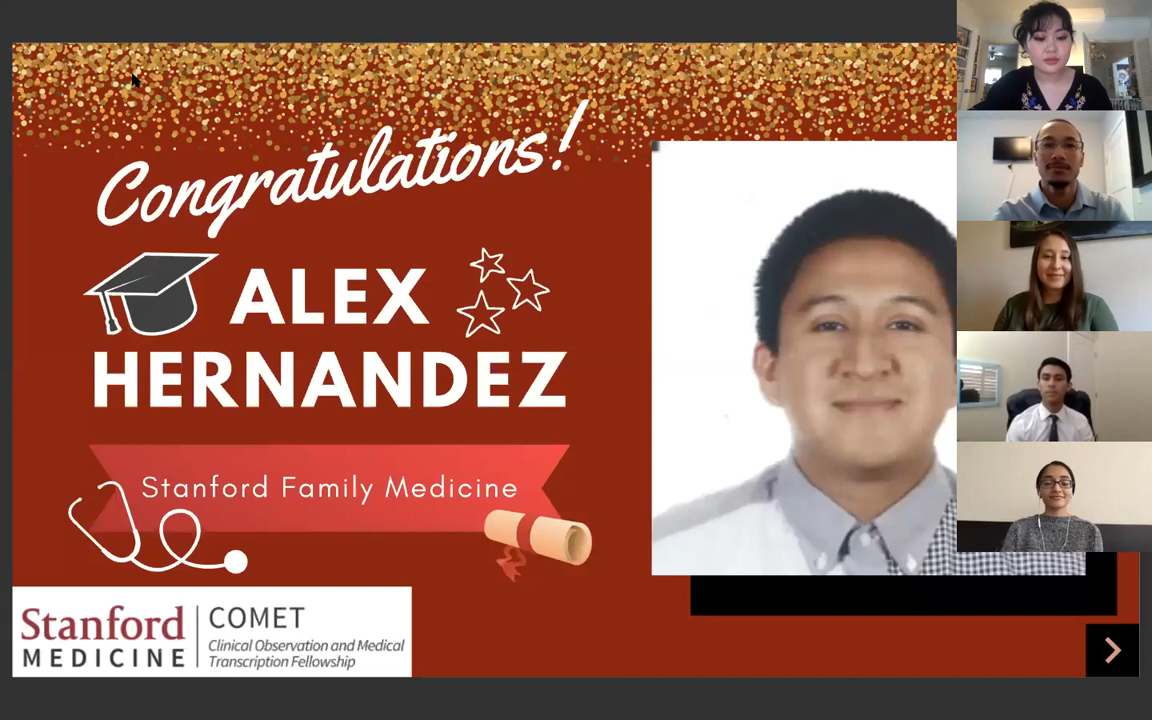 Congratulations!
ALEX
HERNANDEZ
Stanford Family Medicine
Stanford
MEDICINE
COMET
Clinical Observation and Medical
Transcription Fellowship